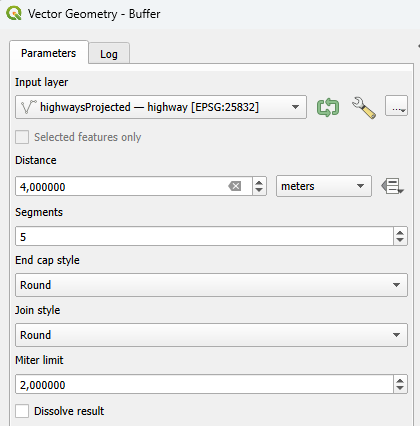 Vector Geometry - Buffer
Parameters Log
Input layer
highwaysProjected — highway [EPSG:25832]
...
Selected features only
Distance
4,000000 meters
Segments
5
End cap style
Round
Join style
Round
Miter limit
2,000000
Dissolve result